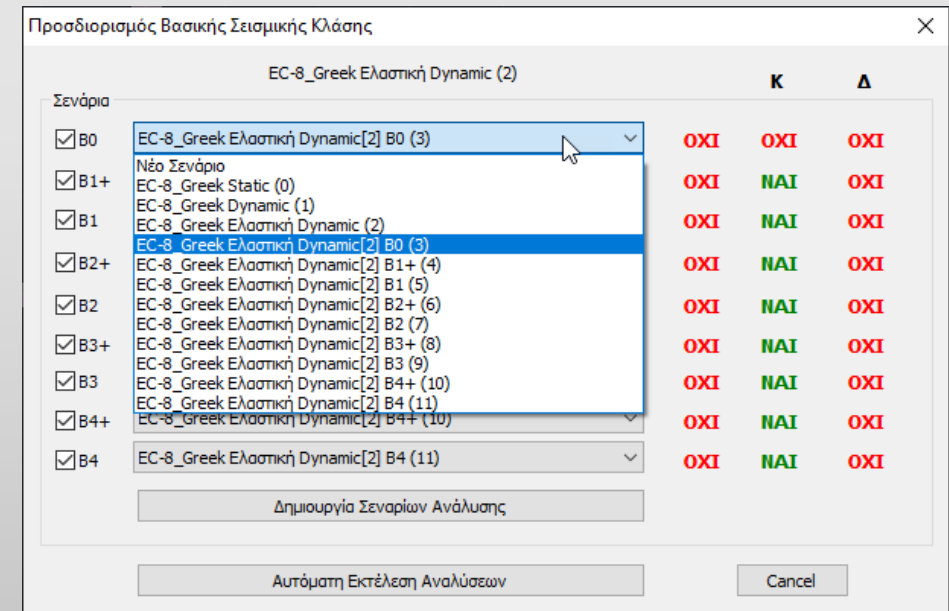 Προσδιορισμός Βασικής Σεισμικής Κλάσης
EC-8_Greek Ελαστική Dynamic (2)
Κ Δ
Σενάρια
B0 EC-8_Greek Ελαστική Dynamic[2] B0 (3) ΟΧΙ ΟΧΙ ΟΧΙ
Νέο Σενάριο
B1+ EC-8_Greek Static (0) ΟΧΙ ΝΑΙ ΟΧΙ
EC-8_Greek Dynamic (1)
B1 EC-8_Greek Ελαστική Dynamic (2) ΟΧΙ ΝΑΙ ΟΧΙ
EC-8_Greek Ελαστική Dynamic[2] B0 (3)
B2+ EC-8_Greek Ελαστική Dynamic[2] B1+ (4) ΟΧΙ ΝΑΙ ΟΧΙ
EC-8_Greek Ελαστική Dynamic[2] B1 (5)
B2 EC-8_Greek Ελαστική Dynamic[2] B2+ (6) ΟΧΙ ΝΑΙ ΟΧΙ
EC-8_Greek Ελαστική Dynamic[2] B2 (7)
B3+ EC-8_Greek Ελαστική Dynamic[2] B3+ (8) ΟΧΙ ΝΑΙ ΟΧΙ
EC-8_Greek Ελαστική Dynamic[2] B3 (9)
B3 EC-8_Greek Ελαστική Dynamic[2] B4+ (10) ΟΧΙ ΝΑΙ ΟΧΙ
EC-8_Greek Ελαστική Dynamic[2] B4 (11)
B4+ EC-8_Greek Ελαστική Dynamic[2] B4+ (10) ΟΧΙ ΝΑΙ ΟΧΙ
B4 EC-8_Greek Ελαστική Dynamic[2] B4 (11) ΟΧΙ ΝΑΙ ΟΧΙ
Δημιουργία Σεναρίων Ανάλυσης
Αυτόματη Εκτέλεση Αναλύσεων Cancel